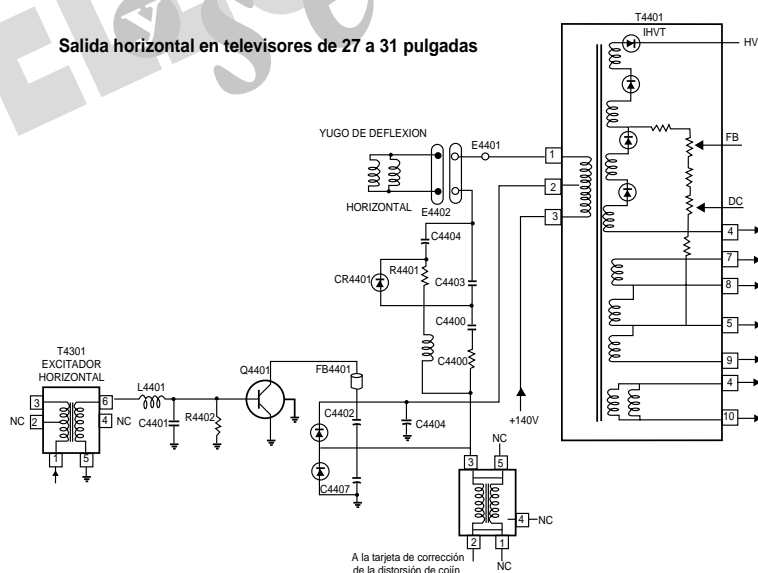 y
Salida horizontal en televisores de 27 a 31 pulgadas
T4401
IHVT
HV
FB
DC
4
7
8
5
9
4
10
YUGO DE DEFLEXION
HORIZONTAL
E4401
E4402
1
2
3
C4404
CR4401
R4401
C4403
C4400
C4400
+140V
T4301
EXCITADOR
HORIZONTAL
3
6
NC
2
4
NC
1
5
L4401
C4401
R4402
Q4401
FB4401
C4402
C4404
C4407
NC
3
5
4
NC
2
1
NC
A la tarjeta de corrección
de la distorsión de cojín